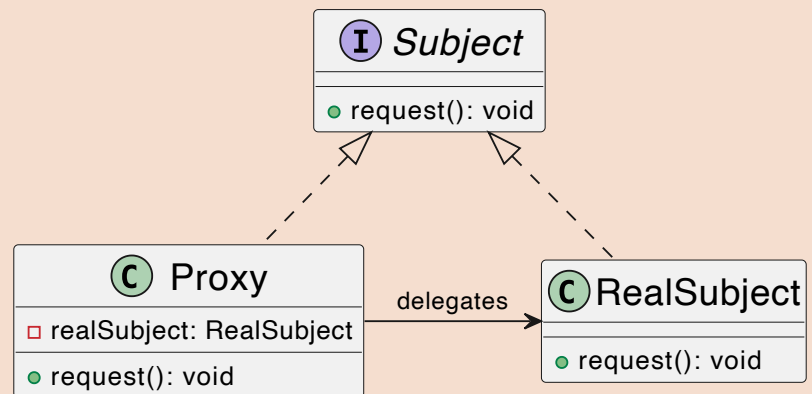 I Subject
request(): void
C Proxy
realSubject: RealSubject
request(): void
delegates
C RealSubject
request(): void